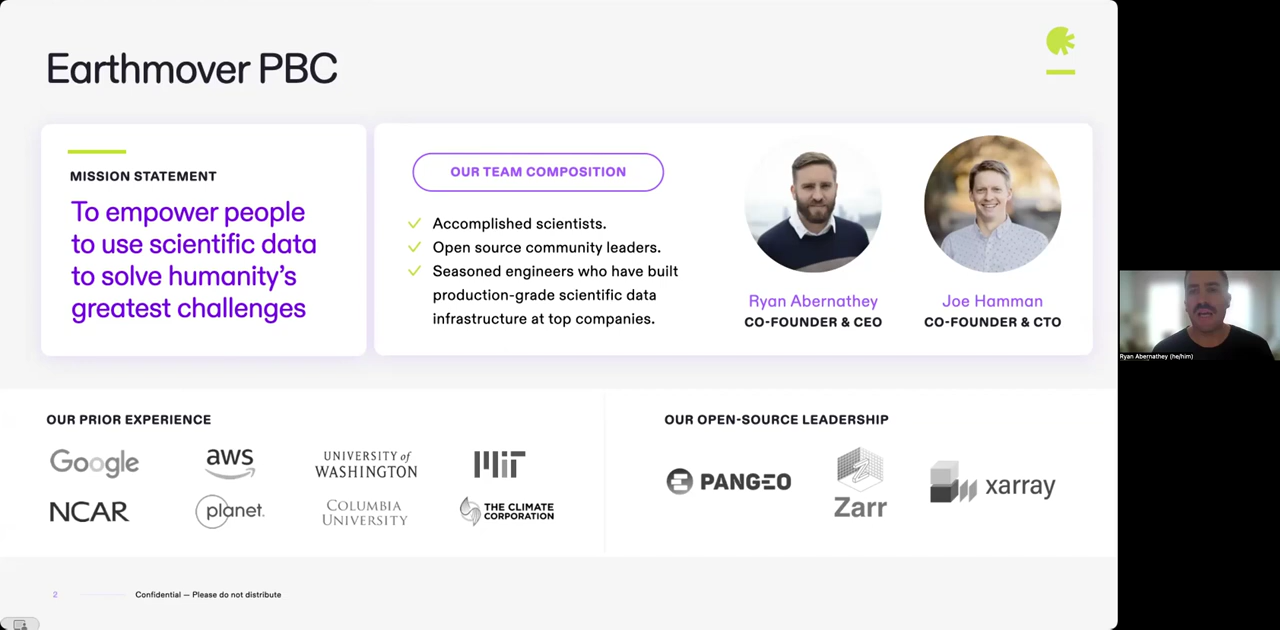 Earthmover PBC
MISSION STATEMENT
To empower people
to use scientific data
to solve humanity's
greatest challenges
OUR TEAM COMPOSITION
Accomplished scientists.
Open source community leaders.
Seasoned engineers who have built
production-grade scientific data
infrastructure at top companies.
Ryan Abernathey
CO-FOUNDER & CEO
Joe Hamman
CO-FOUNDER & CTO
Ryan Abernathey (he/him)
OUR PRIOR EXPERIENCE
Google
aws
UNIVERSITY of
WASHINGTON
MIT
NCAR
planet.
COLUMBIA
UNIVERSITY
THE CLIMATE
CORPORATION
OUR OPEN-SOURCE LEADERSHIP
PANGEO
Zarr
xarray
2
Confidential — Please do not distribute